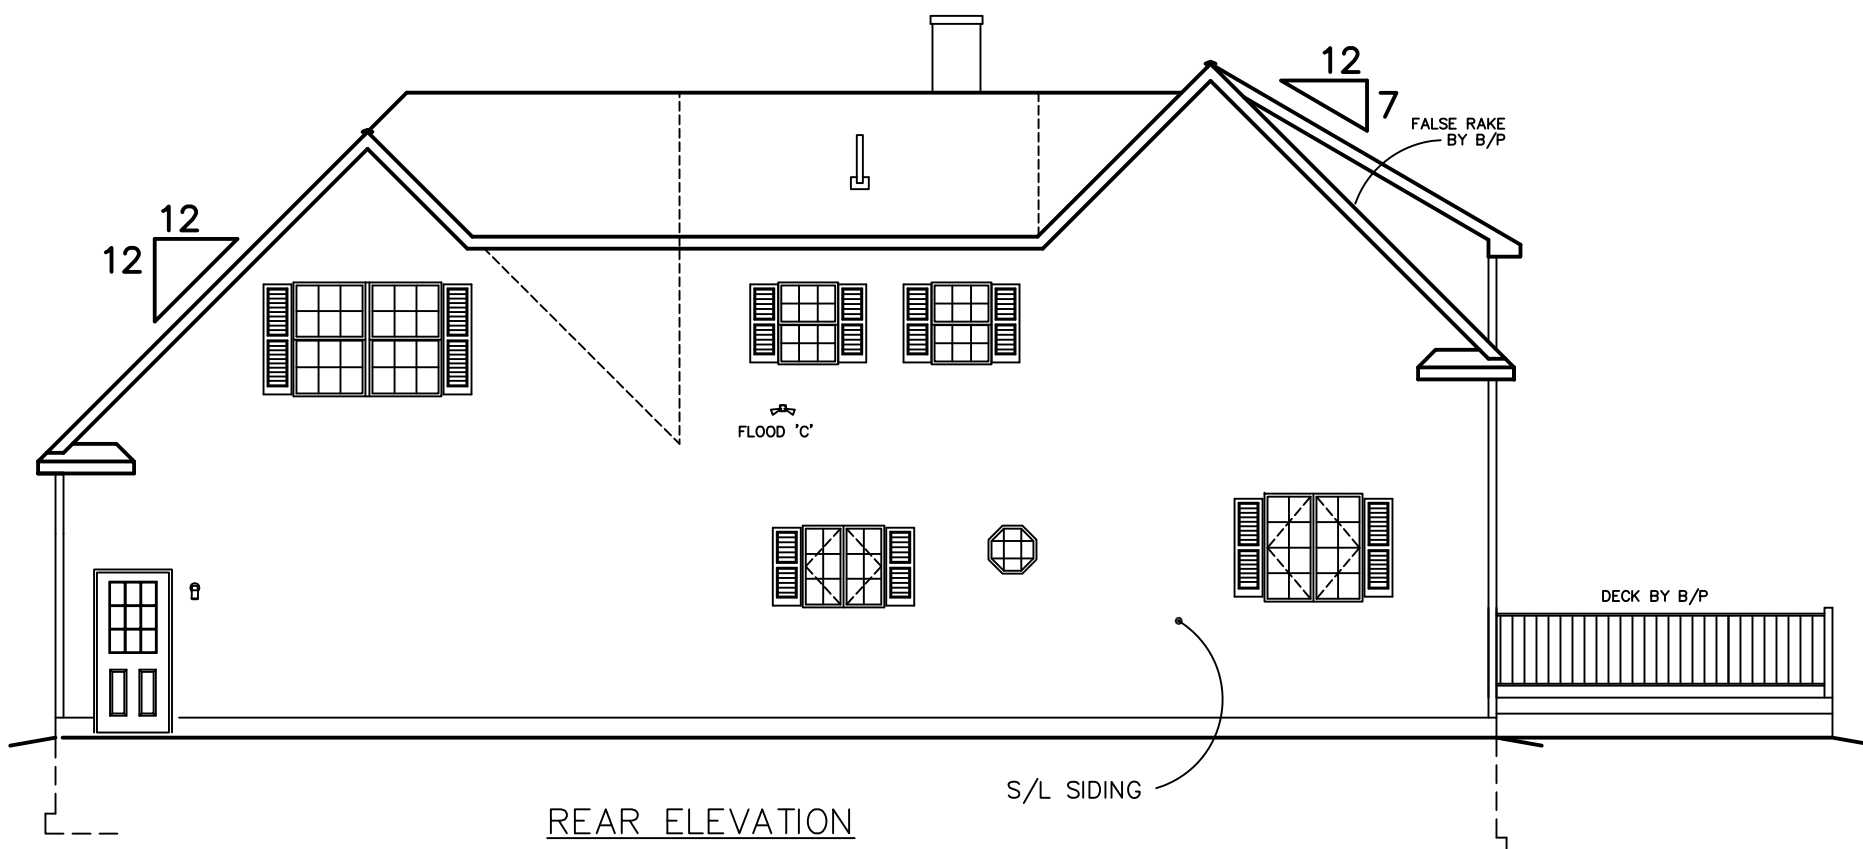 12
7
FALSE RAKE
BY B/P
12
12
FLOOD 'C'
DECK BY B/P
S/L SIDING
REAR ELEVATION